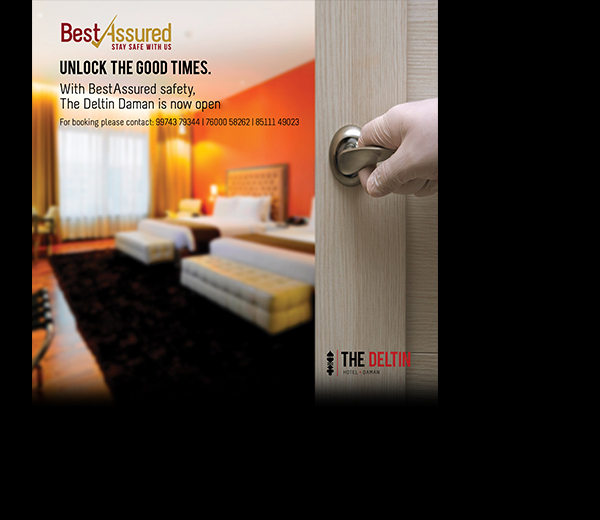 BestAssured
STAY SAFE WITH US
UNLOCK THE GOOD TIMES.
With BestAssured safety,
The Deltin Daman is now open
For booking please contact: 99743 79344 | 76000 58262 | 85111 49023
THE DELTIN
HOTEL • DAMAN